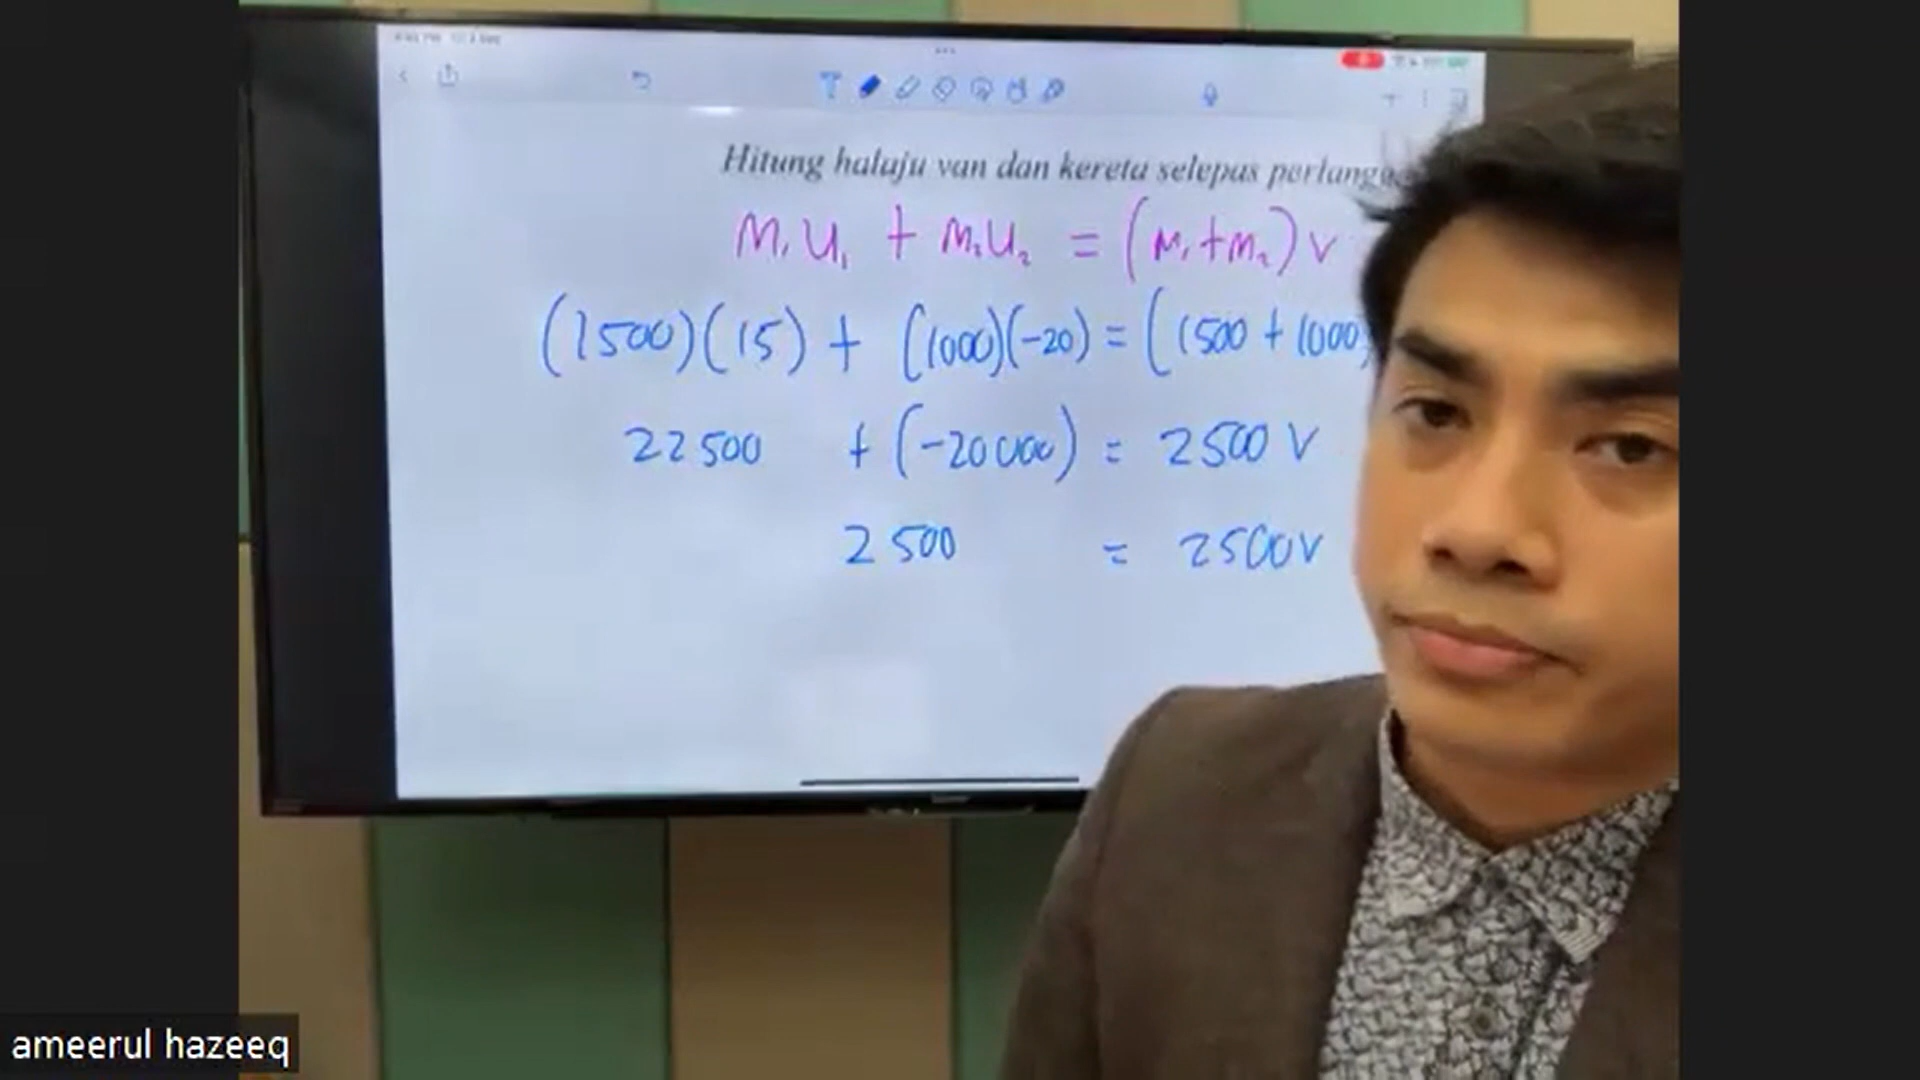 Hitung halaju van dan kereta selepas
m₁u₁ + m₂u₂ = (m₁+m₂)v
(1500)(15) + (1000)(-20) = (1500 + 1000
22500 + (-20000) = 2500v
2500 = 2500v
ameerul hazeeq